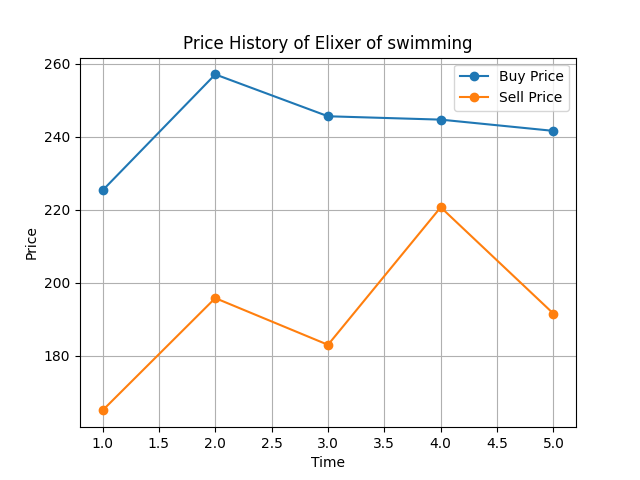 Price History of Elixer of swimming
Buy Price
Sell Price
260
240
220
200
180
Price
1.0 1.5 2.0 2.5 3.0 3.5 4.0 4.5 5.0
Time